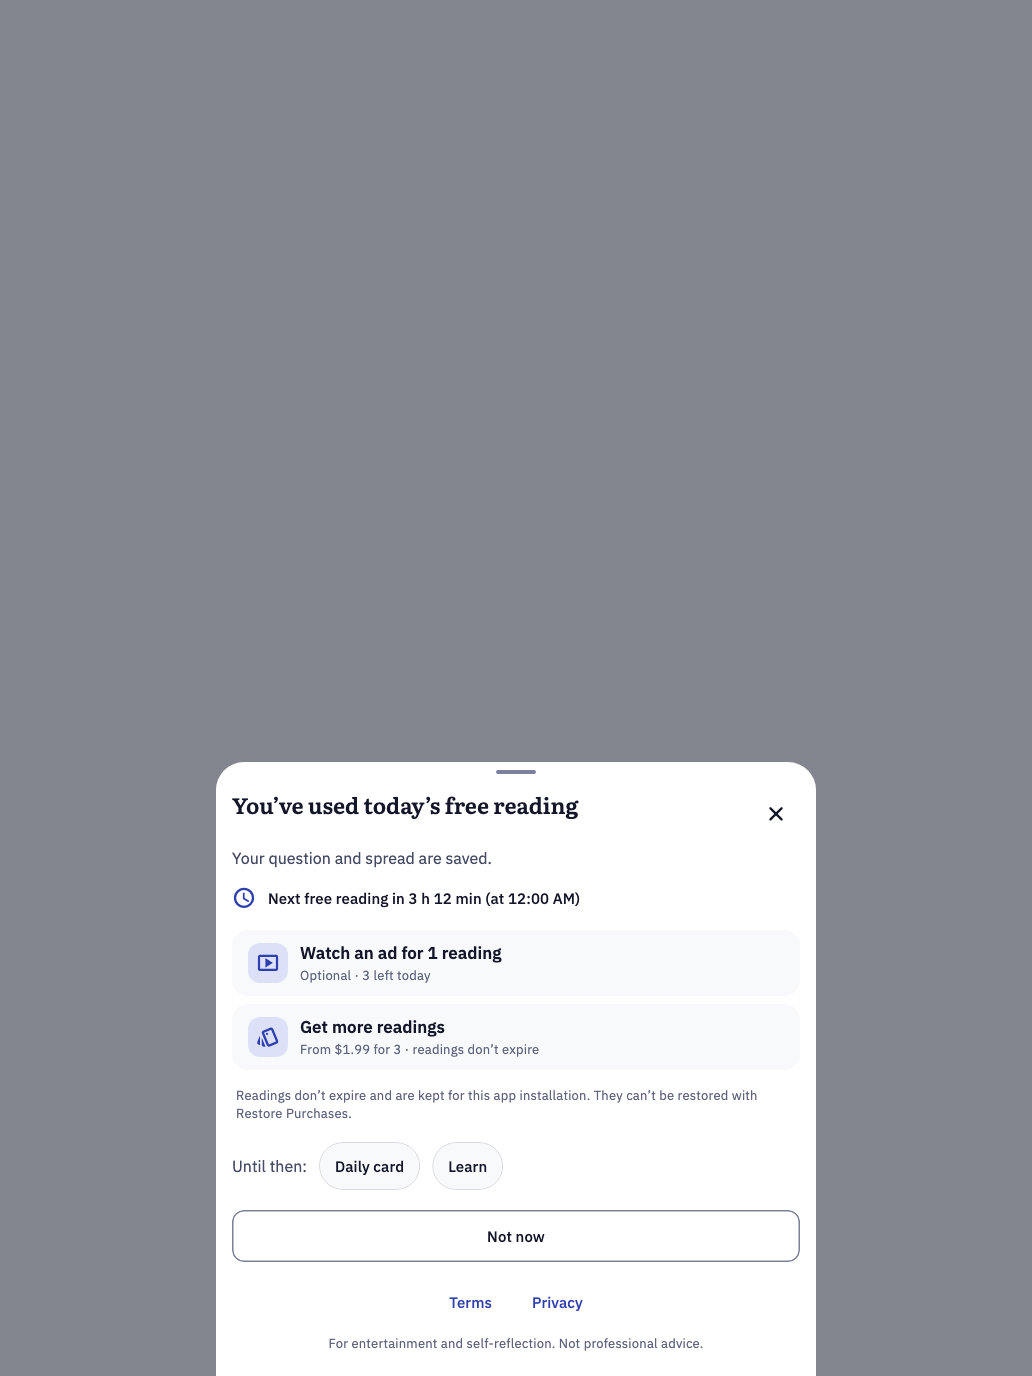 You’ve used today’s free reading
Your question and spread are saved.
Next free reading in 3 h 12 min (at 12:00 AM)
Watch an ad for 1 reading
Optional · 3 left today
Get more readings
From $1.99 for 3 · readings don’t expire
Readings don’t expire and are kept for this app installation. They can’t be restored with
Restore Purchases.
Until then: Daily card Learn
Not now
Terms Privacy
For entertainment and self-reflection. Not professional advice.